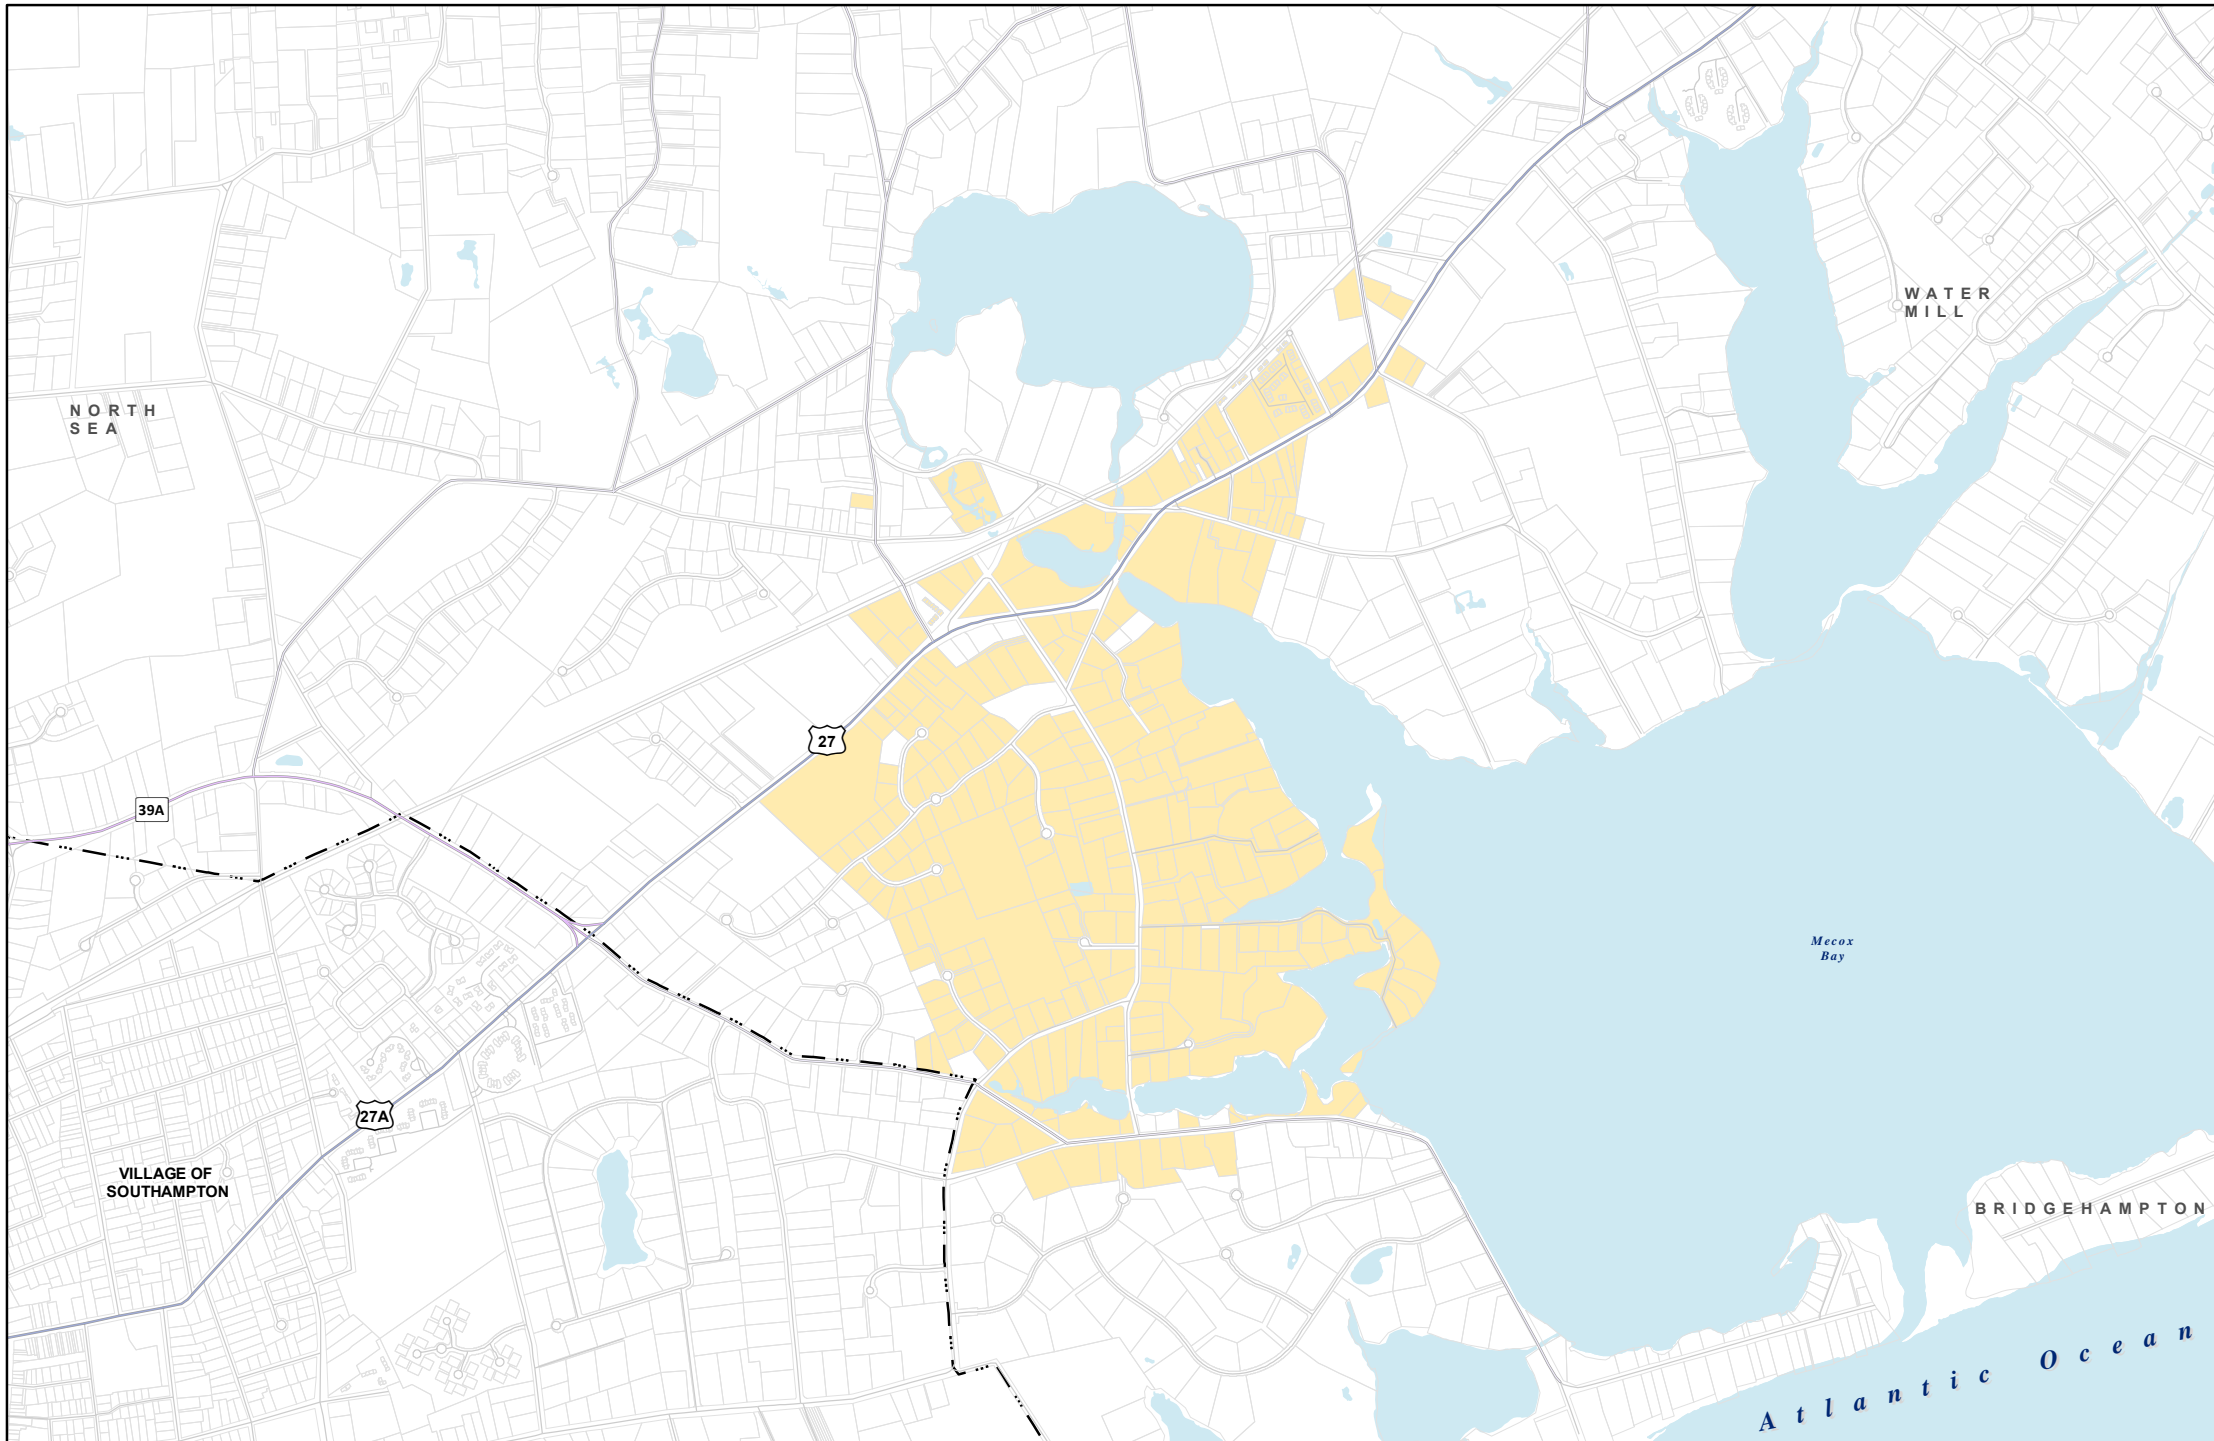 WATER
MILL
NORTH
SEA
27
39A
Mecox
Bay
27A
VILLAGE OF
SOUTHAMPTON
BRIDGEHAMPTON
Atlantic Ocean